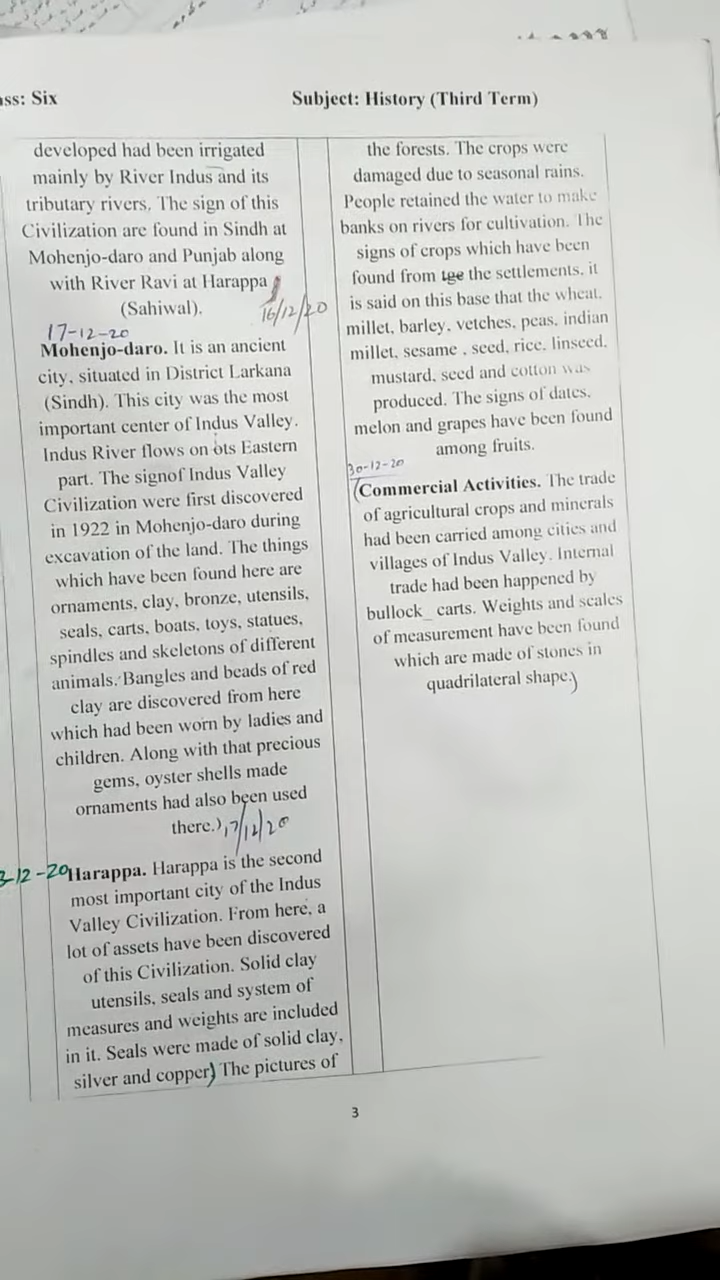 ass: Six
Subject: History (Third Term)
developed had been irrigated
mainly by River Indus and its
tributary rivers. The sign of this
Civilization are found in Sindh at
Mohenjo-daro and Punjab along
with River Ravi at Harappa
(Sahiwal).
16/12/20
17-12-20
Mohenjo-daro. It is an ancient
city, situated in District Larkana
(Sindh). This city was the most
important center of Indus Valley.
Indus River flows on ots Eastern
part. The signof Indus Valley
Civilization were first discovered
in 1922 in Mohenjo-daro during
excavation of the land. The things
which have been found here are
ornaments, clay, bronze, utensils,
seals, carts, boats, toys, statues,
spindles and skeletons of different
animals. Bangles and beads of red
clay are discovered from here
which had been worn by ladies and
children. Along with that precious
gems, oyster shells made
ornaments had also been used
there.)
17/12/20
3-12-20
Harappa. Harappa is the second
most important city of the Indus
Valley Civilization. From here, a
lot of assets have been discovered
of this Civilization. Solid clay
utensils, seals and system of
measures and weights are included
in it. Seals were made of solid clay,
silver and copper) The pictures of
the forests. The crops were
damaged due to seasonal rains.
People retained the water to make
banks on rivers for cultivation. The
signs of crops which have been
found from tge the settlements, it
is said on this base that the wheat,
millet, barley, vetches, peas, indian
millet, sesame , seed, rice, linseed,
mustard, seed and cotton was
produced. The signs of dates,
melon and grapes have been found
among fruits.
30-12-20
(Commercial Activities. The trade
of agricultural crops and minerals
had been carried among cities and
villages of Indus Valley. Internal
trade had been happened by
bullock_ carts. Weights and scales
of measurement have been found
which are made of stones in
quadrilateral shape.)
3